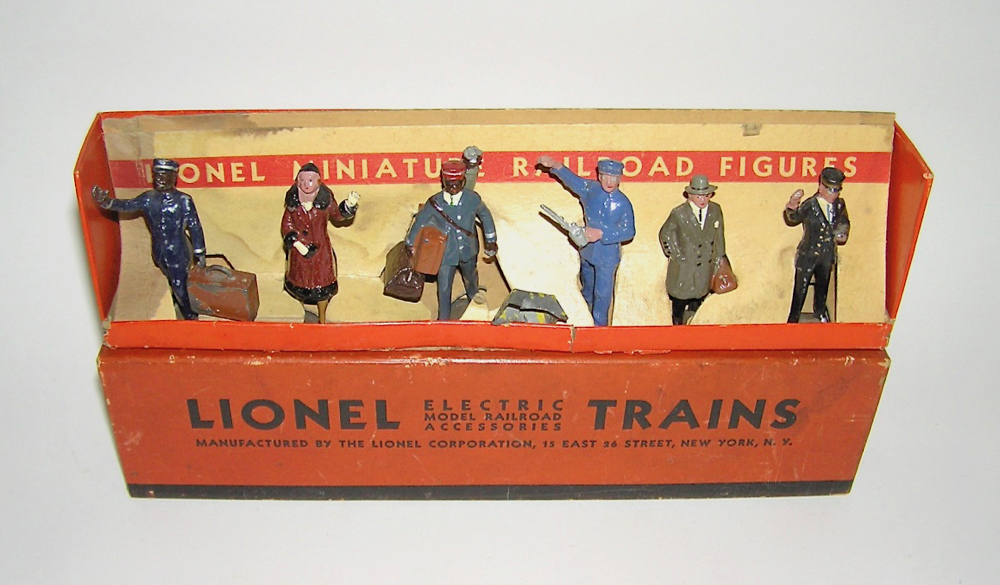 LIONEL MINIATURE RAILROAD FIGURES
LIONEL
ELECTRIC
MODEL RAILROAD
ACCESSORIES
TRAINS
MANUFACTURED BY THE LIONEL CORPORATION, 15 EAST 26 STREET, NEW YORK, N. Y.